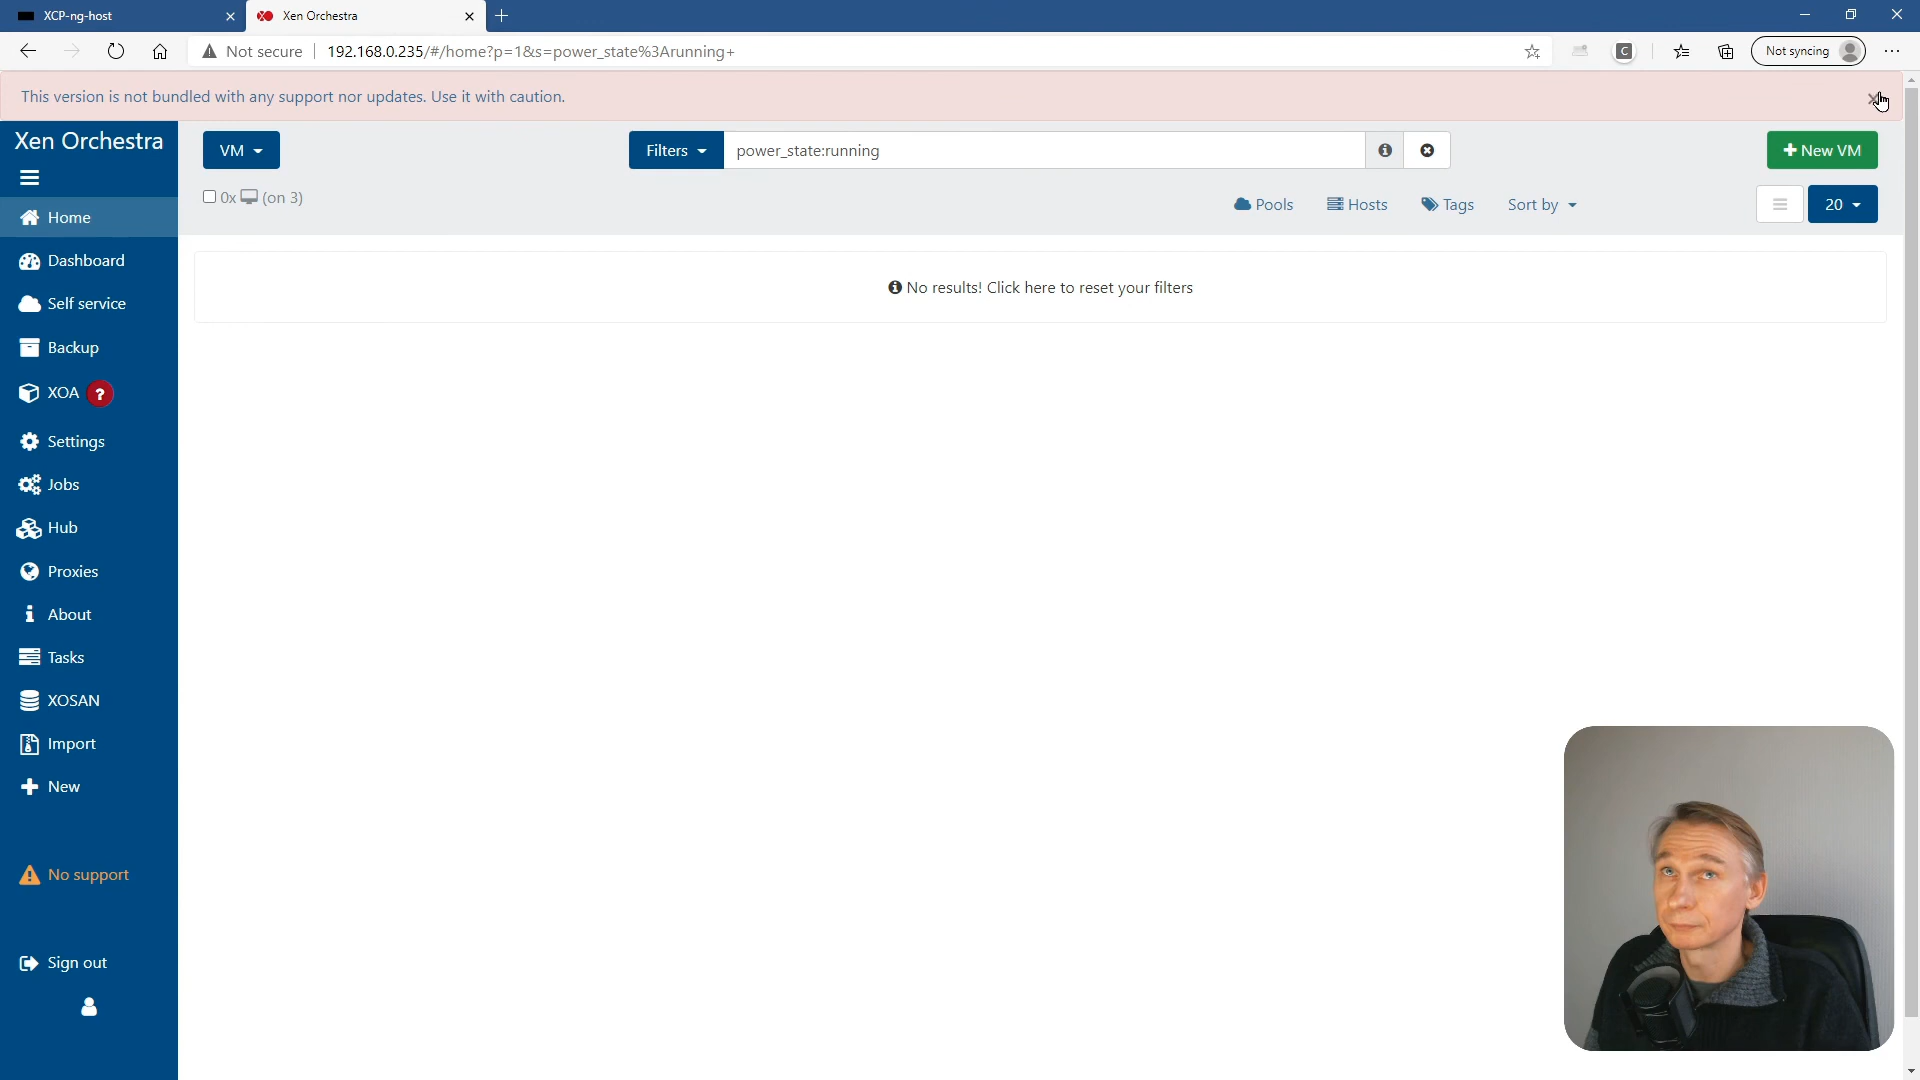 XCP-ng-host
Xen Orchestra
Not secure
192.168.0.235/#/home?p=1&s=power_state%3Arunning+
C
Not syncing
This version is not bundled with any support nor updates. Use it with caution.
Xen Orchestra
VM
Filters
power_state:running
New VM
0x (on 3)
Pools
Hosts
Tags
Sort by
20
No results! Click here to reset your filters
Home
Dashboard
Self service
Backup
XOA ?
Settings
Jobs
Hub
Proxies
About
Tasks
XOSAN
Import
New
No support
Sign out